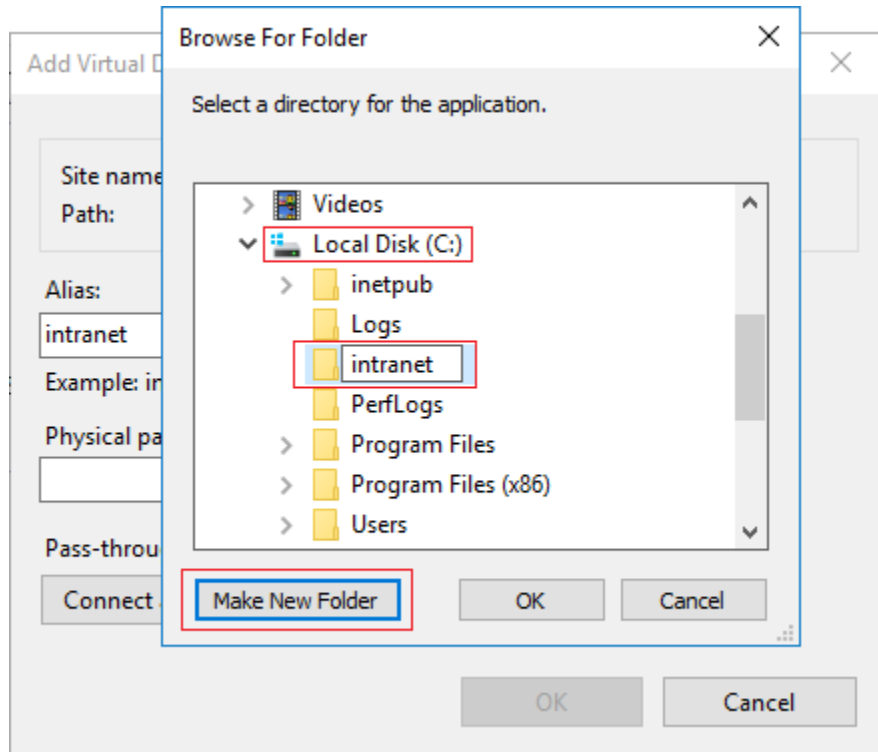 Browse For Folder
Add Virtual D
Select a directory for the application.
Site name
Path:
Videos
Local Disk (C:)
Alias:
inetpub
intranet
Logs
Example: in
intranet
PerfLogs
Physical pa
Program Files
Program Files (x86)
Users
Pass-throu
Connect
Make New Folder
OK
Cancel
OK
Cancel